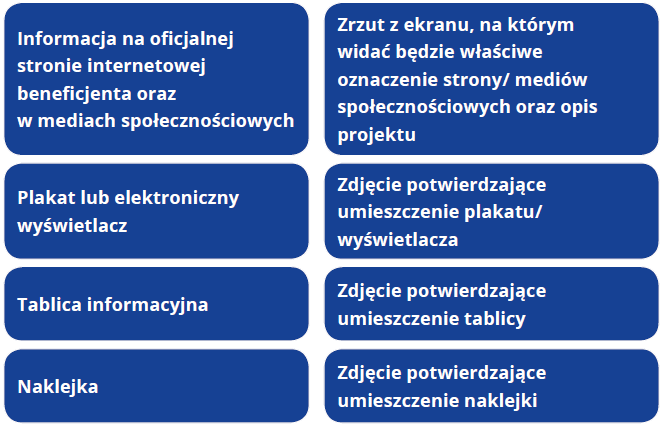 Informacja na oficjalnej
stronie internetowej
beneficjenta oraz
w mediach społecznościowych
Zrzut z ekranu, na którym
widać będzie właściwe
oznaczenie strony/ mediów
społecznościowych oraz opis
projektu
Plakat lub elektroniczny
wyświetlacz
Zdjęcie potwierdzające
umieszczenie plakatu/
wyświetlacza
Tablica informacyjna
Zdjęcie potwierdzające
umieszczenie tablicy
Naklejka
Zdjęcie potwierdzające
umieszczenie naklejki